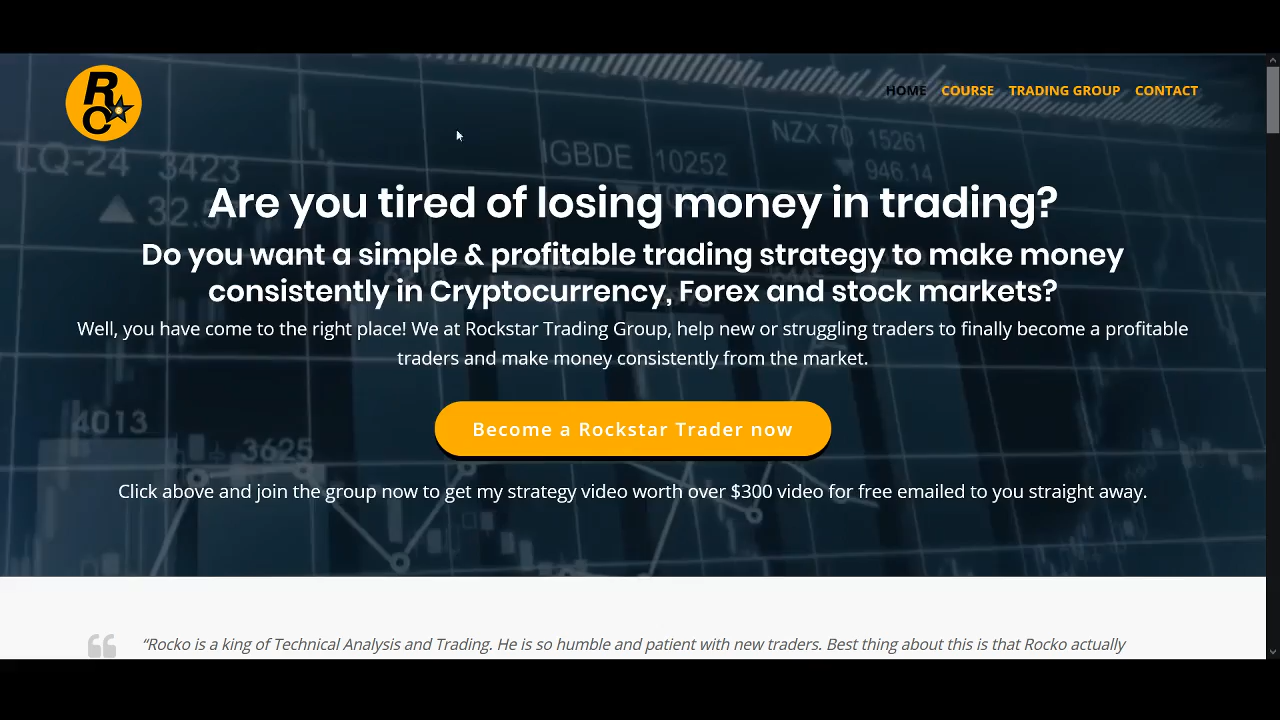 R
C
HOME COURSE TRADING GROUP CONTACT
LQ-24 3423
IGBDE 10252
NZX 70 15261
946.14
Are you tired of losing money in trading?
Do you want a simple & profitable trading strategy to make money
consistently in Cryptocurrency, Forex and stock markets?
Well, you have come to the right place! We at Rockstar Trading Group, help new or struggling traders to finally become a profitable
traders and make money consistently from the market.
4013
3625
Become a Rockstar Trader now
Click above and join the group now to get my strategy video worth over $300 video for free emailed to you straight away.
“Rocko is a king of Technical Analysis and Trading. He is so humble and patient with new traders. Best thing about this is that Rocko actually